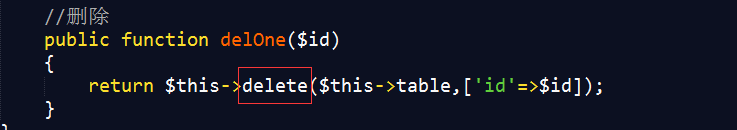 //删除
public function delOne($id)
{
return $this->delete($this->table,['id'=>$id]);
}
}